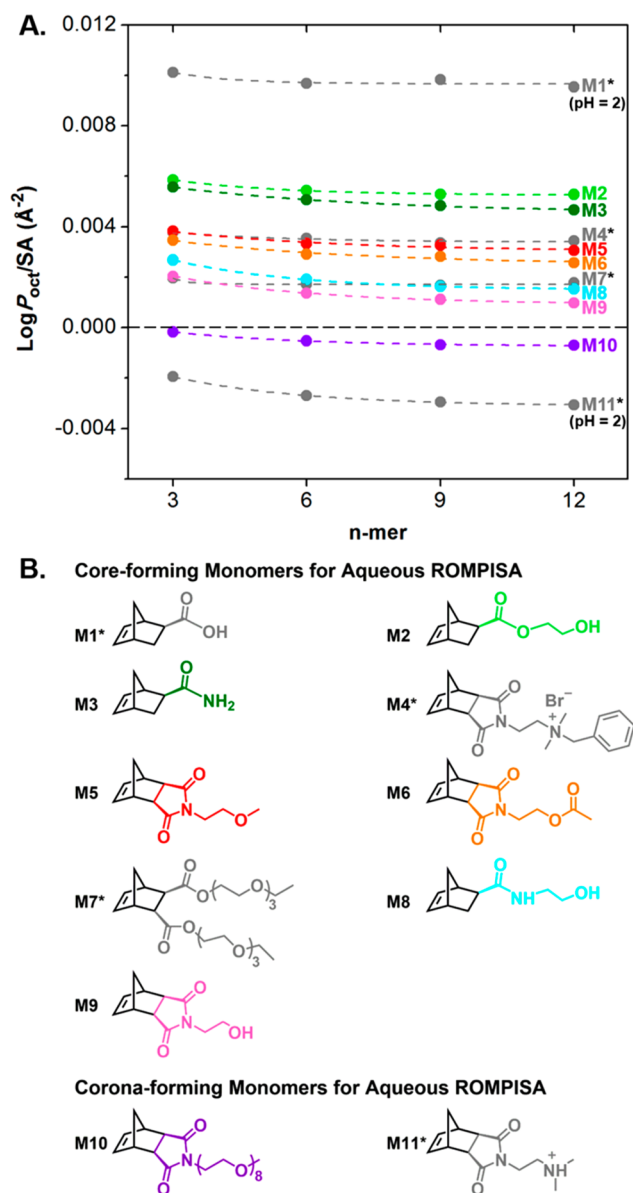 A.
0.012
0.008
0.004
0.000
-0.004
Log Poct/SA (Å⁻²)
M1*
(pH = 2)
M2
M3
M4*
M5
M6
M7*
M8
M9
M10
M11*
(pH = 2)
3 6 9 12
n-mer
B. Core-forming Monomers for Aqueous ROMPISA
M1* O OH
M2 O O OH
M3 O NH₂
M4* O N O N + Br⁻
M5 O N O O
M6 O N O O O
M7* O O ( O ) 3 O O ( O ) 3
M8 O NH OH
M9 O N O OH
Corona-forming Monomers for Aqueous ROMPISA
M10 O N O ( O ) 8
M11* O N O NH +